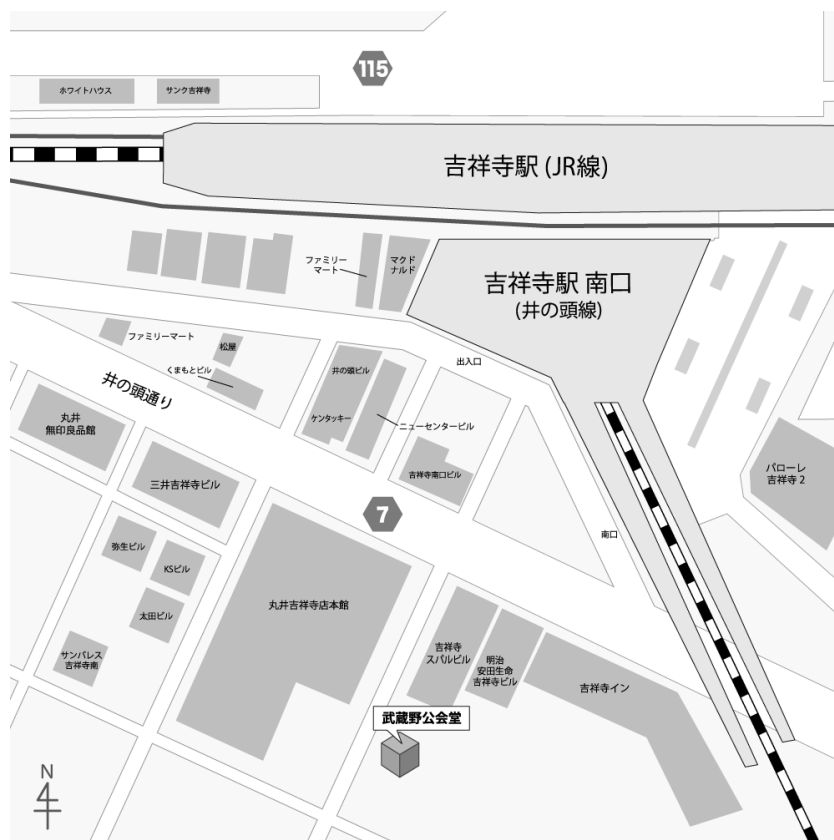 115
ホワイトハウス
サンク吉祥寺
吉祥寺駅 (JR線)
ファミリー
マート
マクド
ナルド
吉祥寺駅 南口
(井の頭線)
ファミリーマート
松屋
くまもとビル
井の頭ビル
出入口
井の頭通り
ケンタッキー
ニューセンタービル
丸井
無印良品館
吉祥寺南口ビル
パローレ
吉祥寺 2
三井吉祥寺ビル
7
南口
弥生ビル
KSビル
太田ビル
丸井吉祥寺店本館
サンパレス
吉祥寺南
吉祥寺
スバルビル
明治
安田生命
吉祥寺ビル
吉祥寺イン
武蔵野公会堂
N